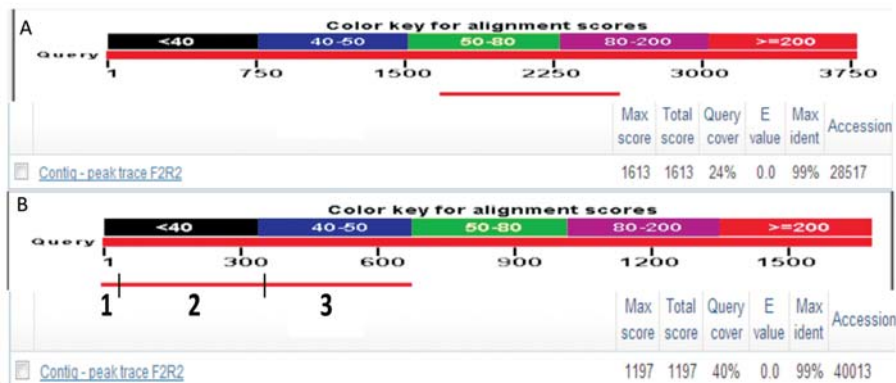 A
Color key for alignment scores
<40 40-50 50-80 80-200 >=200
Query
1 750 1500 2250 3000 3750
Max score Total score Query cover E value Max ident Accession
Contig - peak trace F2R2 1613 1613 24% 0.0 99% 28517
B
Color key for alignment scores
<40 40-50 50-80 80-200 >=200
Query
1 300 600 900 1200 1500
1 2 3
Max score Total score Query cover E value Max ident Accession
Contig - peak trace F2R2 1197 1197 40% 0.0 99% 40013